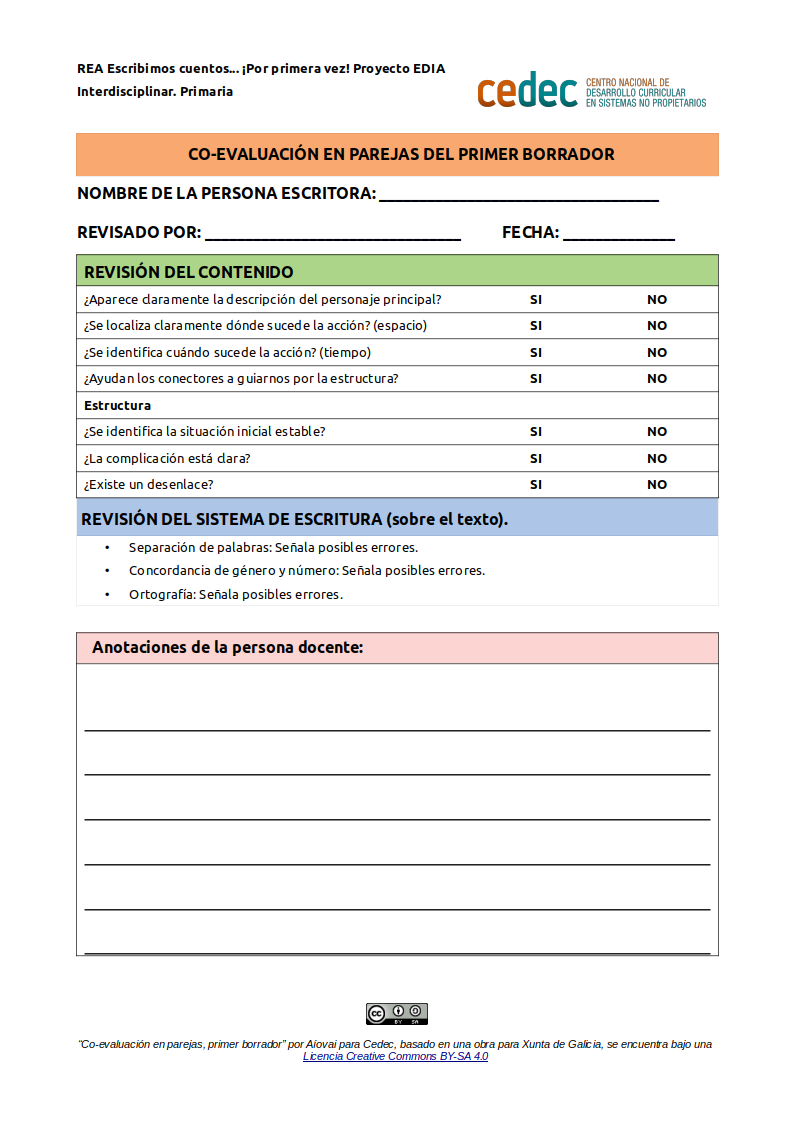 REA Escribimos cuentos... ¡Por primera vez! Proyecto EDIA
Interdisciplinar. Primaria
cedec
CENTRO NACIONAL DE
DESARROLLO CURRICULAR
EN SISTEMAS NO PROPIETARIOS
CO-EVALUACIÓN EN PAREJAS DEL PRIMER BORRADOR
NOMBRE DE LA PERSONA ESCRITORA: ___________________________________
REVISADO POR: ________________________________ FECHA: ______________
REVISIÓN DEL CONTENIDO
¿Aparece claramente la descripción del personaje principal? SI NO
¿Se localiza claramente dónde sucede la acción? (espacio) SI NO
¿Se identifica cuándo sucede la acción? (tiempo) SI NO
¿Ayudan los conectores a guiarnos por la estructura? SI NO
Estructura
¿Se identifica la situación inicial estable? SI NO
¿La complicación está clara? SI NO
¿Existe un desenlace? SI NO
REVISIÓN DEL SISTEMA DE ESCRITURA (sobre el texto).
• Separación de palabras: Señala posibles errores.
• Concordancia de género y número: Señala posibles errores.
• Ortografía: Señala posibles errores.
Anotaciones de la persona docente:
cc BY SA
“Co-evaluación en parejas, primer borrador” por Aiovai para Cedec, basado en una obra para Xunta de Galicia, se encuentra bajo una
Licencia Creative Commons BY-SA 4.0